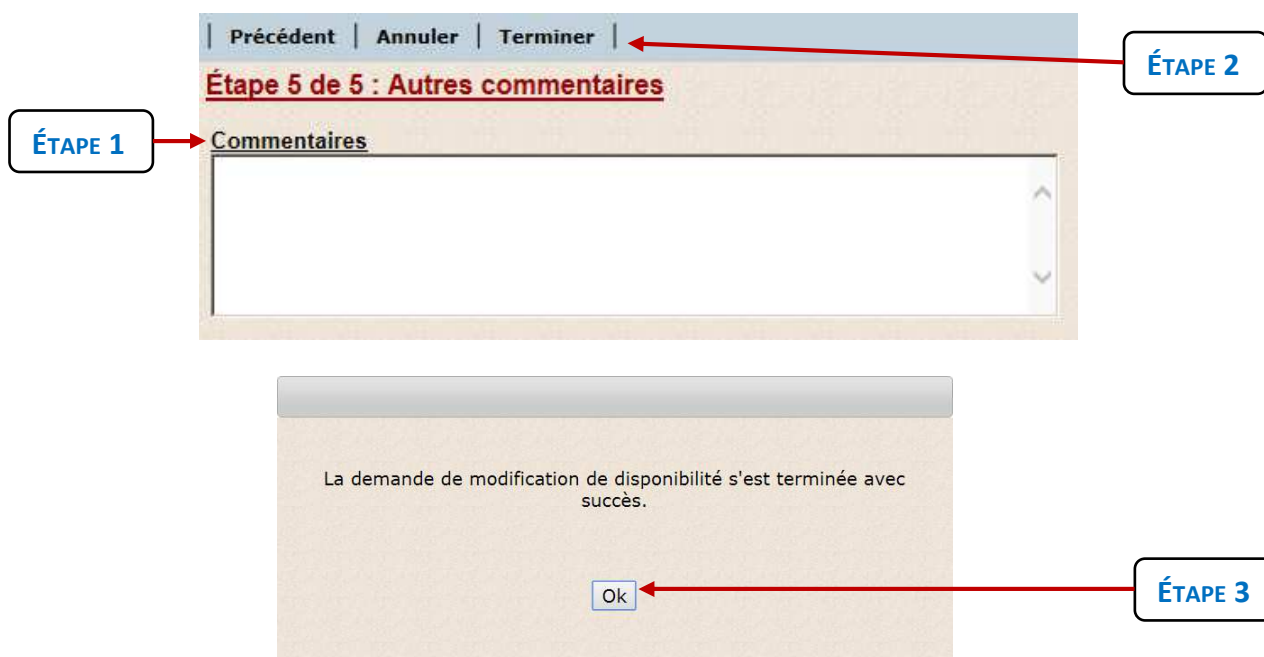 | Précédent | Annuler | Terminer |
ÉTAPE 2
Étape 5 de 5 : Autres commentaires
ÉTAPE 1
Commentaires
La demande de modification de disponibilité s'est terminée avec
succès.
Ok
ÉTAPE 3